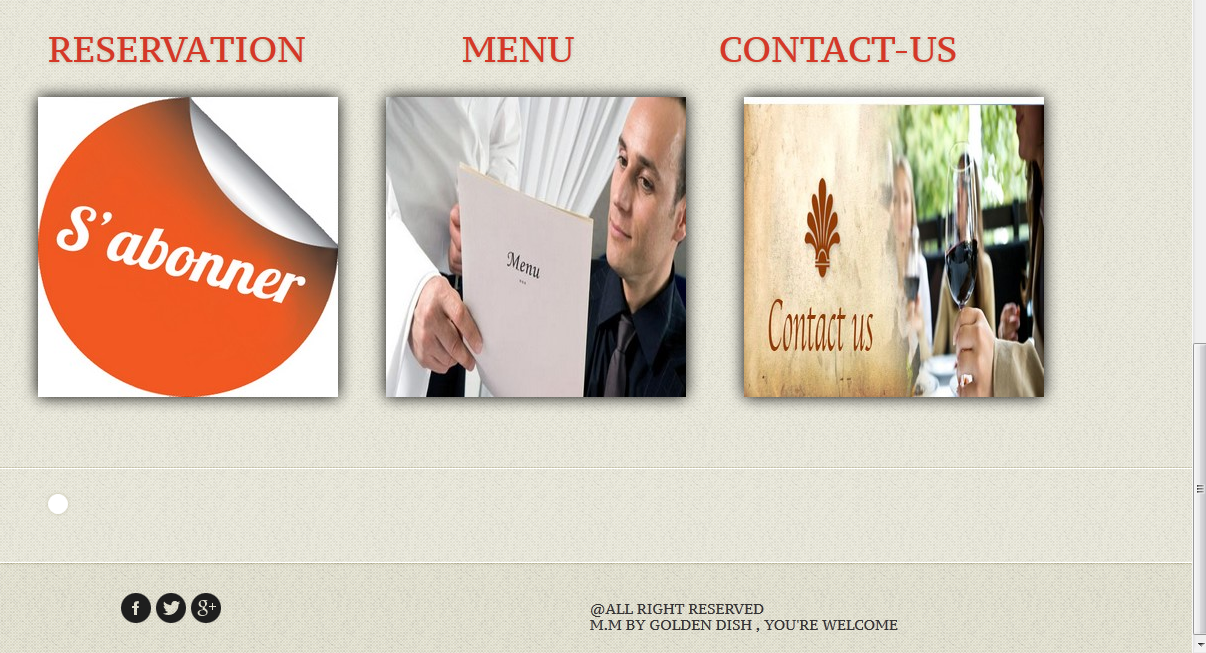 RESERVATION
MENU
CONTACT-US
S'abonner
Menu
Contact us
@ALL RIGHT RESERVED
M.M BY GOLDEN DISH , YOU'RE WELCOME